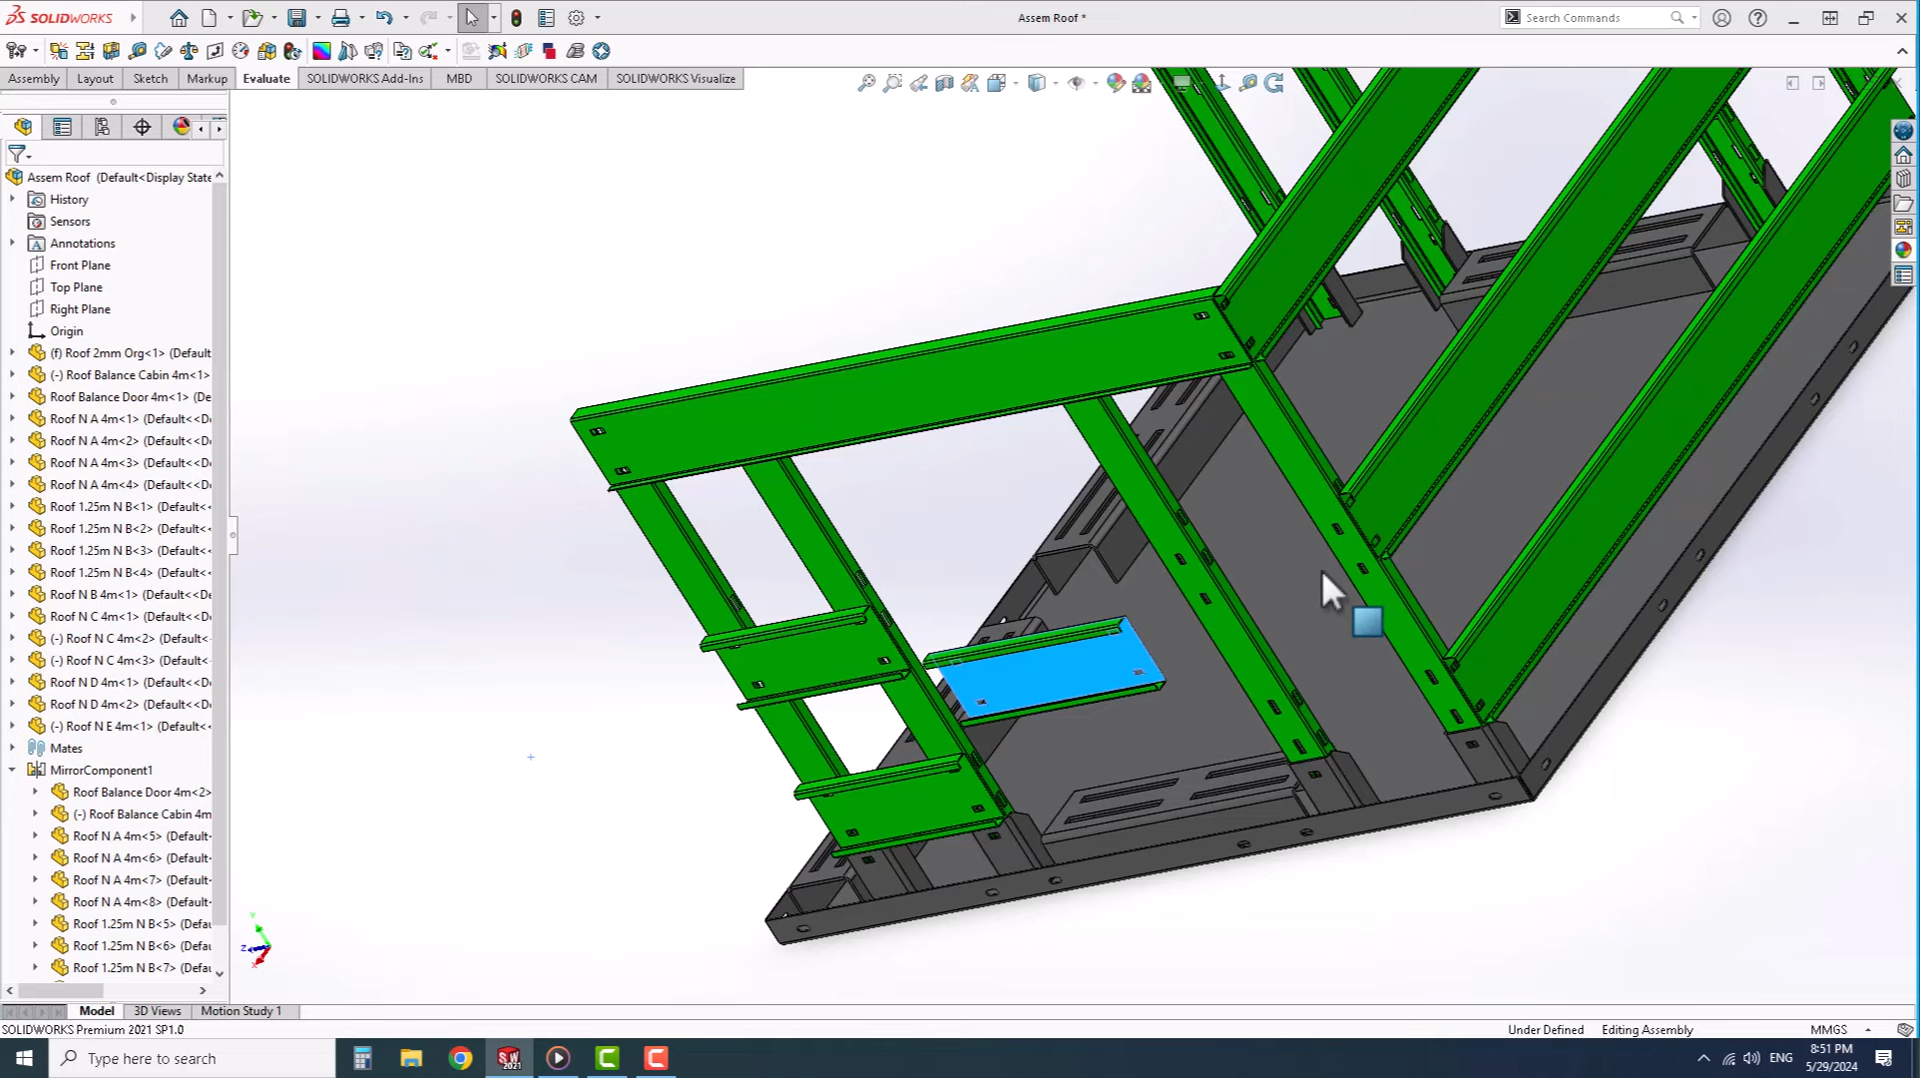 SOLIDWORKS
Assem Roof *
Search Commands
Assembly
Layout
Sketch
Markup
Evaluate
SOLIDWORKS Add-Ins
MBD
SOLIDWORKS CAM
SOLIDWORKS Visualize
Assem Roof (Default<Display State
History
Sensors
Annotations
Front Plane
Top Plane
Right Plane
Origin
(f) Roof 2mm Org<1> (Default
(-) Roof Balance Cabin 4m<1>
Roof Balance Door 4m<1> (De
Roof N A 4m<1> (Default<<D
Roof N A 4m<2> (Default<<D
Roof N A 4m<3> (Default<<D
Roof N A 4m<4> (Default<<D
Roof 1.25m N B<1> (Default<
Roof 1.25m N B<2> (Default<
Roof 1.25m N B<3> (Default<
Roof 1.25m N B<4> (Default<
Roof N B 4m<1> (Default<<D
Roof N C 4m<1> (Default<<D
(-) Roof N C 4m<2> (Default<
(-) Roof N C 4m<3> (Default<
Roof N D 4m<1> (Default<<D
Roof N D 4m<2> (Default<<D
(-) Roof N E 4m<1> (Default<
Mates
MirrorComponent1
Roof Balance Door 4m<2>
(-) Roof Balance Cabin 4m
Roof N A 4m<5> (Default
Roof N A 4m<6> (Default
Roof N A 4m<7> (Default
Roof N A 4m<8> (Default
Roof 1.25m N B<5> (Defau
Roof 1.25m N B<6> (Defau
Roof 1.25m N B<7> (Defau
Y
Z
X
Model
3D Views
Motion Study 1
SOLIDWORKS Premium 2021 SP1.0
Under Defined
Editing Assembly
MMGS
Type here to search
SW
2021
ENG
8:51 PM
5/29/2024